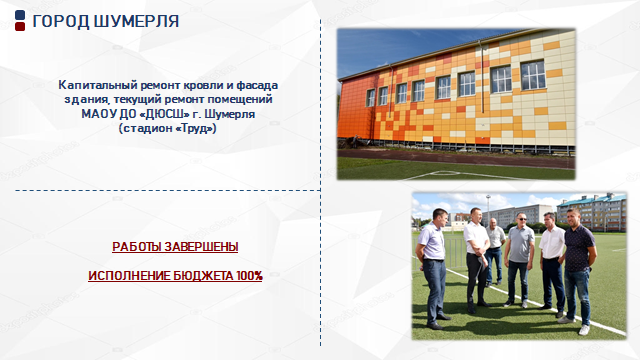 ГОРОД ШУМЕРЛЯ
Капитальный ремонт кровли и фасада
здания, текущий ремонт помещений
МАОУ ДО «ДЮСШ» г. Шумерля
(стадион «Труд»)
РАБОТЫ ЗАВЕРШЕНЫ
ИСПОЛНЕНИЕ БЮДЖЕТА 100%